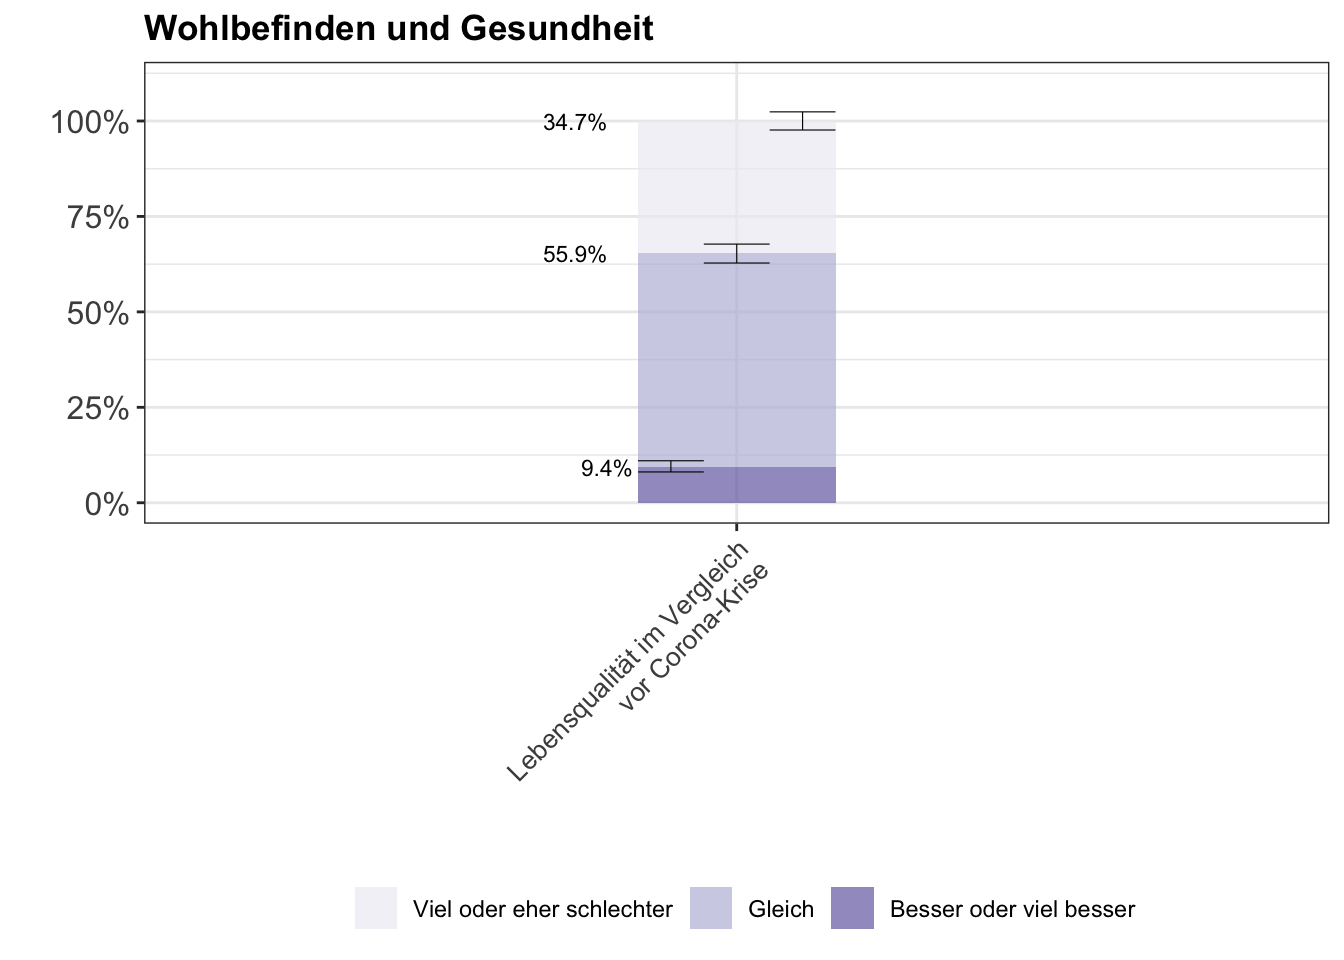 Wohlbefinden und Gesundheit
100%
34.7%
75%
55.9%
50%
25%
9.4%
0%
Lebensqualität im Vergleich
vor Corona-Krise
Viel oder eher schlechter
Gleich
Besser oder viel besser